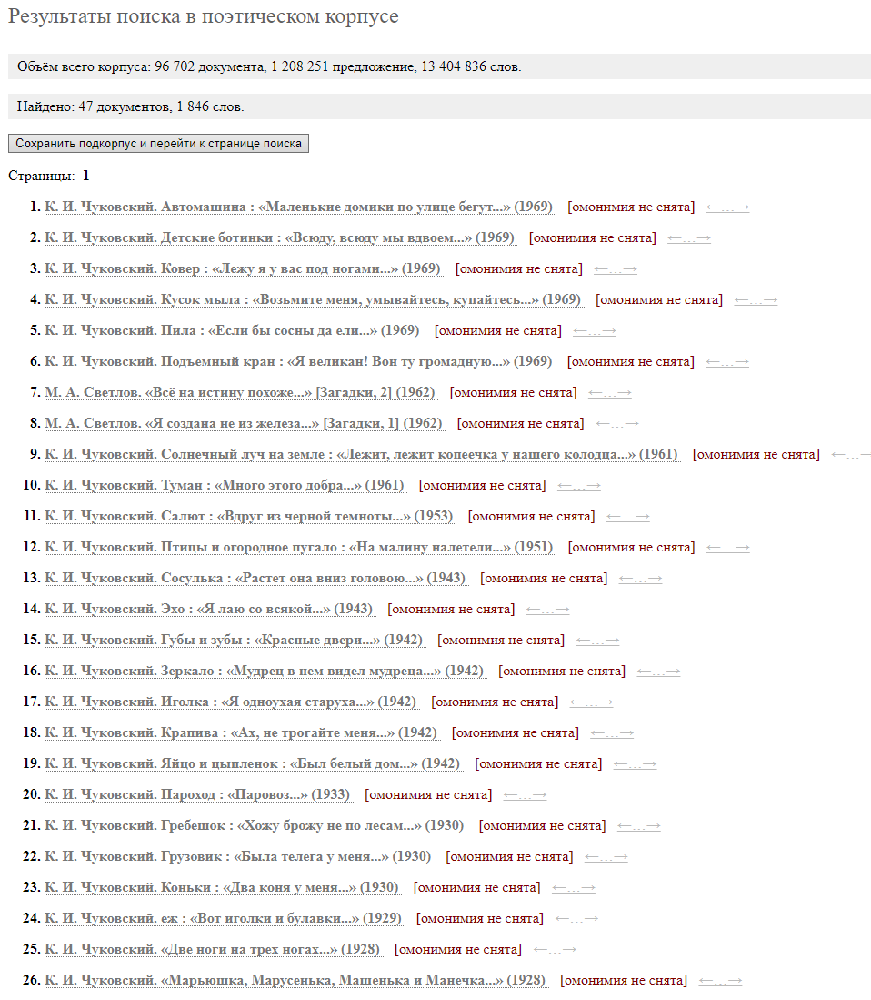 Результаты поиска в поэтическом корпусе
Объём всего корпуса: 96 702 документа, 1 208 251 предложение, 13 404 836 слов.
Найдено: 47 документов, 1 846 слов.
Сохранить подкорпус и перейти к странице поиска
Страницы: 1
1. К. И. Чуковский. Автомашина : «Маленькие домики по улице бегут...» (1969) [омонимия не снята] ←…→
2. К. И. Чуковский. Детские ботинки : «Всюду, всюду мы вдвоем...» (1969) [омонимия не снята] ←…→
3. К. И. Чуковский. Ковер : «Лежу я у вас под ногами...» (1969) [омонимия не снята] ←…→
4. К. И. Чуковский. Кусок мыла : «Возьмите меня, умывайтесь, купайтесь...» (1969) [омонимия не снята] ←…→
5. К. И. Чуковский. Пила : «Если бы сосны да ели...» (1969) [омонимия не снята] ←…→
6. К. И. Чуковский. Подъемный кран : «Я великан! Вон ту громадную...» (1969) [омонимия не снята] ←…→
7. М. А. Светлов. «Всё на истину похоже...» [Загадки, 2] (1962) [омонимия не снята] ←…→
8. М. А. Светлов. «Я создана не из железа...» [Загадки, 1] (1962) [омонимия не снята] ←…→
9. К. И. Чуковский. Солнечный луч на земле : «Лежит, лежит копеечка у нашего колодца...» (1961) [омонимия не снята] ←…
10. К. И. Чуковский. Туман : «Много этого добра...» (1961) [омонимия не снята] ←…→
11. К. И. Чуковский. Салют : «Вдруг из черной темноты...» (1953) [омонимия не снята] ←…→
12. К. И. Чуковский. Птицы и огородное пугало : «На малину налетели...» (1951) [омонимия не снята] ←…→
13. К. И. Чуковский. Сосулька : «Растет она вниз головою...» (1943) [омонимия не снята] ←…→
14. К. И. Чуковский. Эхо : «Я лаю со всякой...» (1943) [омонимия не снята] ←…→
15. К. И. Чуковский. Губы и зубы : «Красные двери...» (1942) [омонимия не снята] ←…→
16. К. И. Чуковский. Зеркало : «Мудрец в нем видел мудреца...» (1942) [омонимия не снята] ←…→
17. К. И. Чуковский. Иголка : «Я одноухая старуха...» (1942) [омонимия не снята] ←…→
18. К. И. Чуковский. Крапива : «Ах, не трогайте меня...» (1942) [омонимия не снята] ←…→
19. К. И. Чуковский. Яйцо и цыпленок : «Был белый дом...» (1942) [омонимия не снята] ←…→
20. К. И. Чуковский. Пароход : «Паровоз...» (1933) [омонимия не снята] ←…→
21. К. И. Чуковский. Гребешок : «Хожу брожу не по лесам...» (1930) [омонимия не снята] ←…→
22. К. И. Чуковский. Грузовик : «Была телега у меня...» (1930) [омонимия не снята] ←…→
23. К. И. Чуковский. Коньки : «Два коня у меня...» (1930) [омонимия не снята] ←…→
24. К. И. Чуковский. еж : «Вот иголки и булавки...» (1929) [омонимия не снята] ←…→
25. К. И. Чуковский. «Две ноги на трех ногах...» (1928) [омонимия не снята] ←…→
26. К. И. Чуковский. «Марьюшка, Марусенька, Машенька и Манечка...» (1928) [омонимия не снята] ←…→